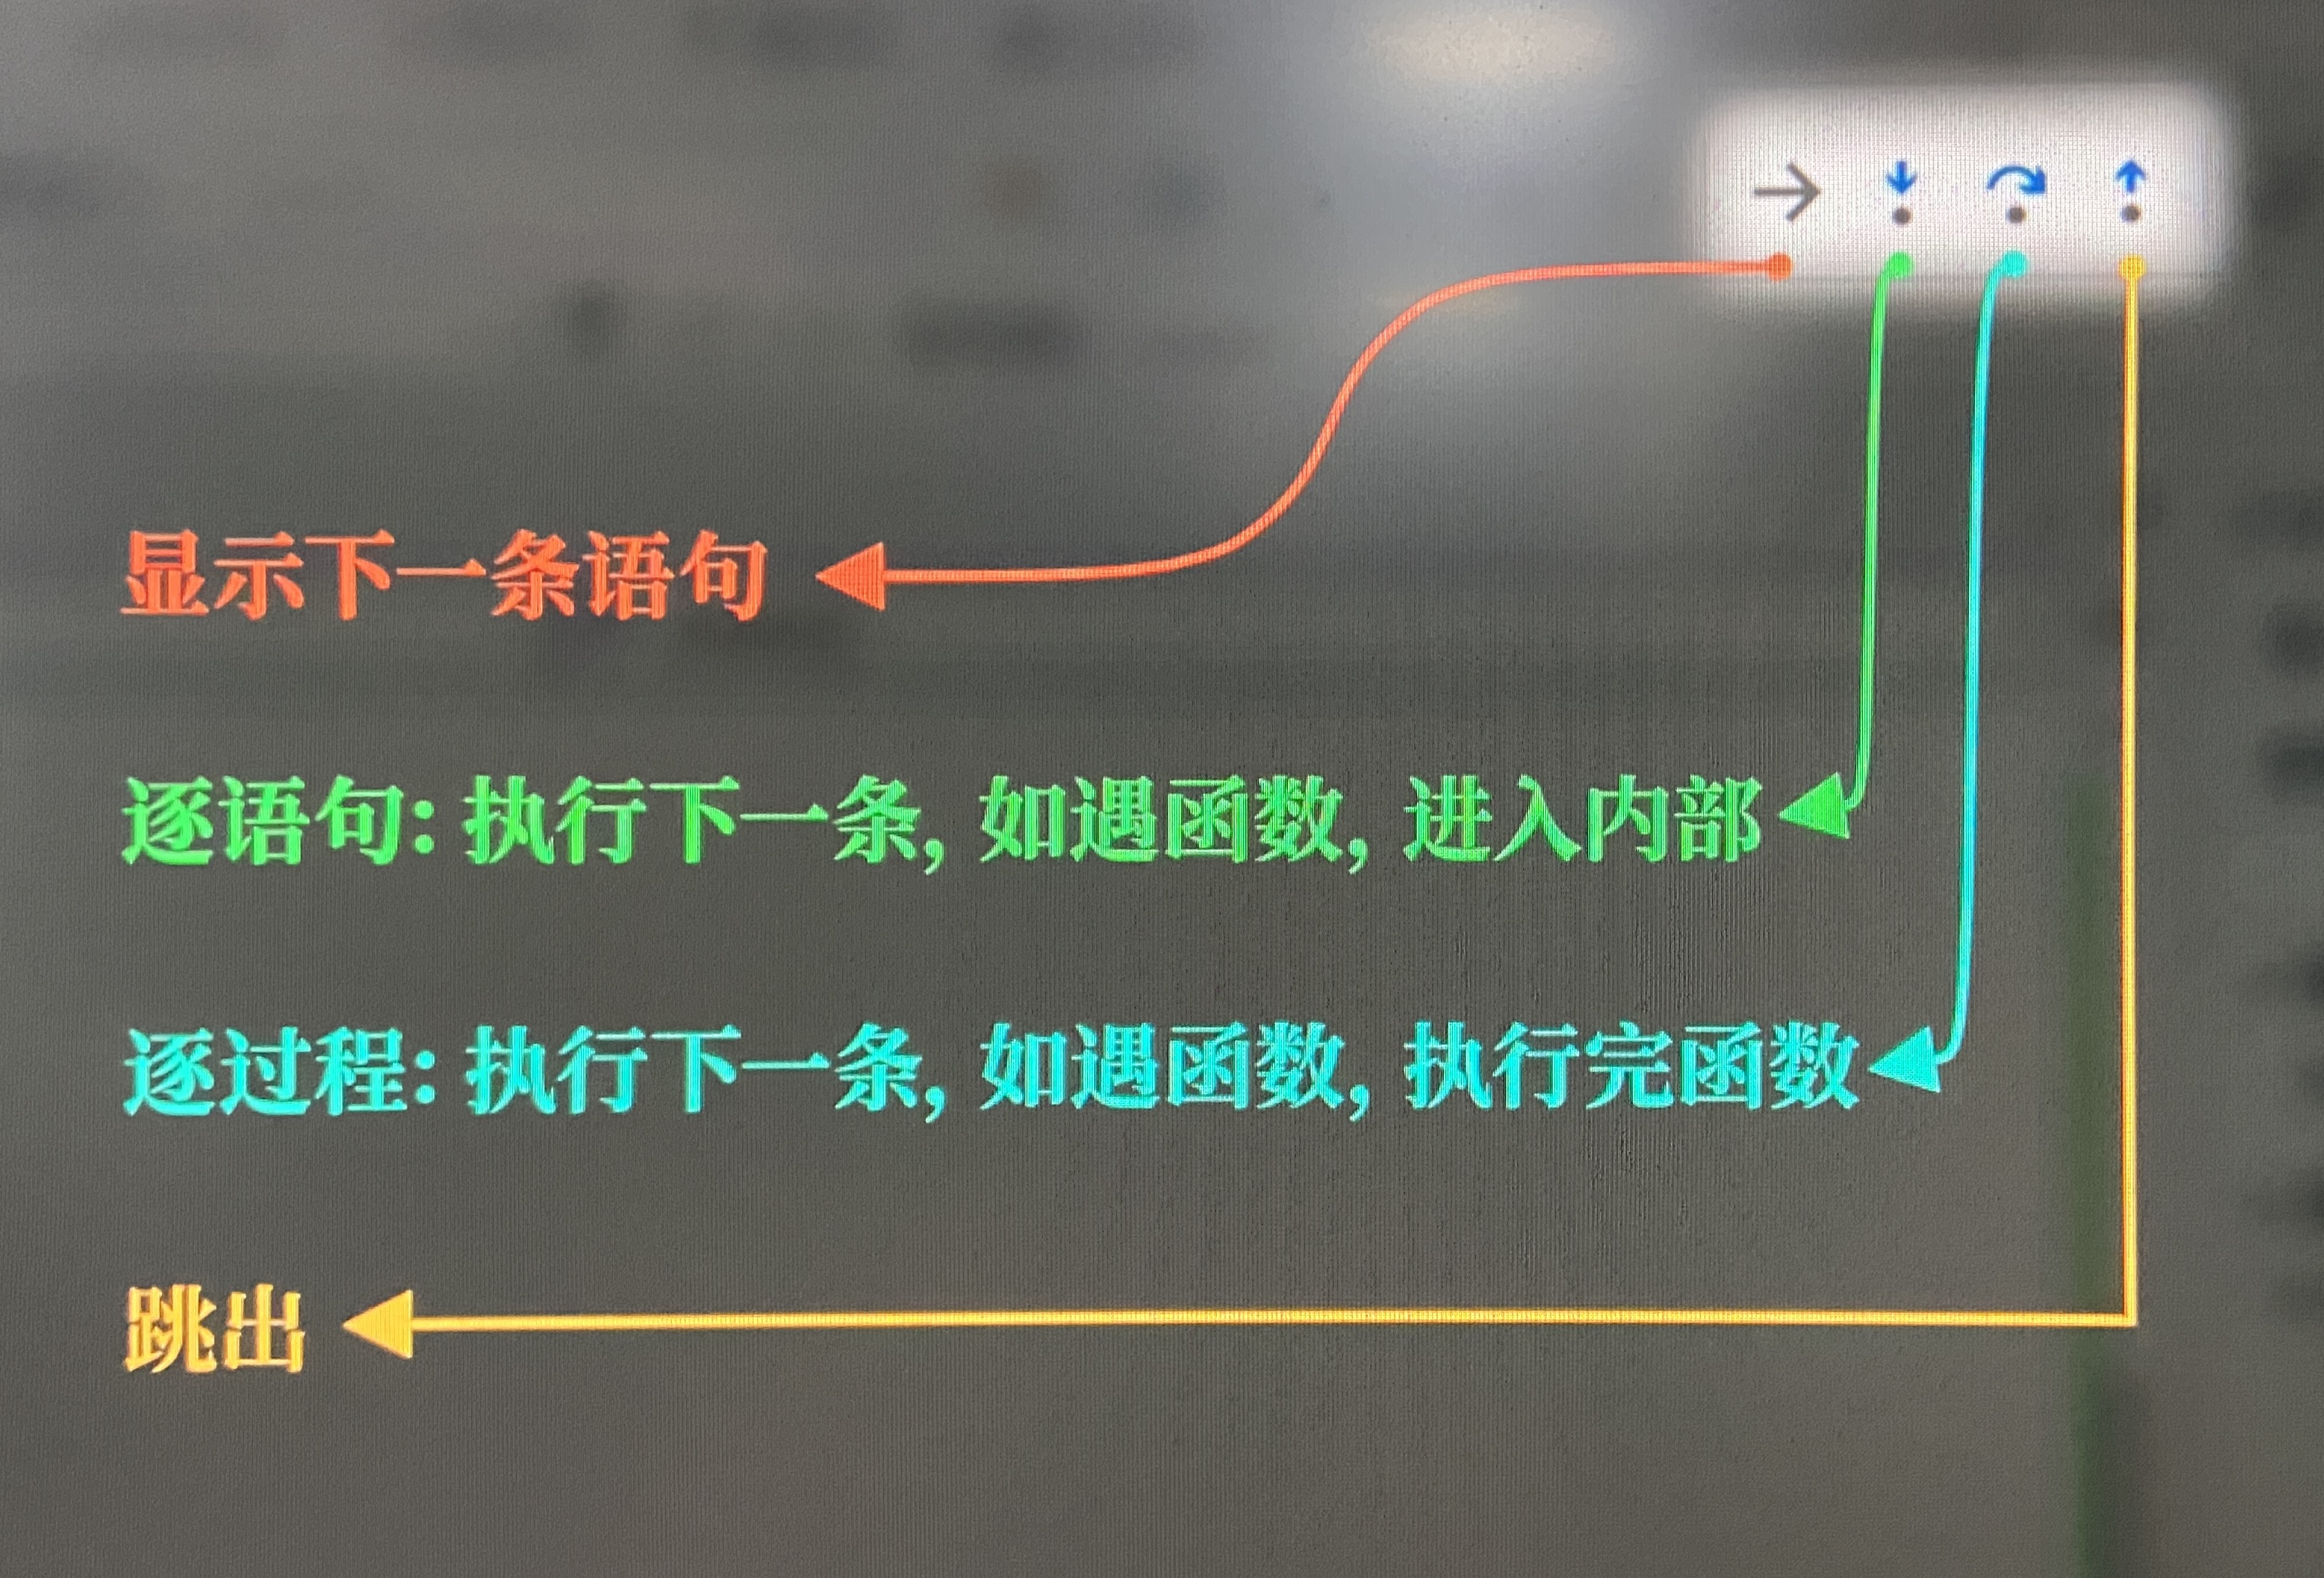 显示下一条语句
逐语句: 执行下一条, 如遇函数, 进入内部
逐过程: 执行下一条, 如遇函数, 执行完函数
跳出